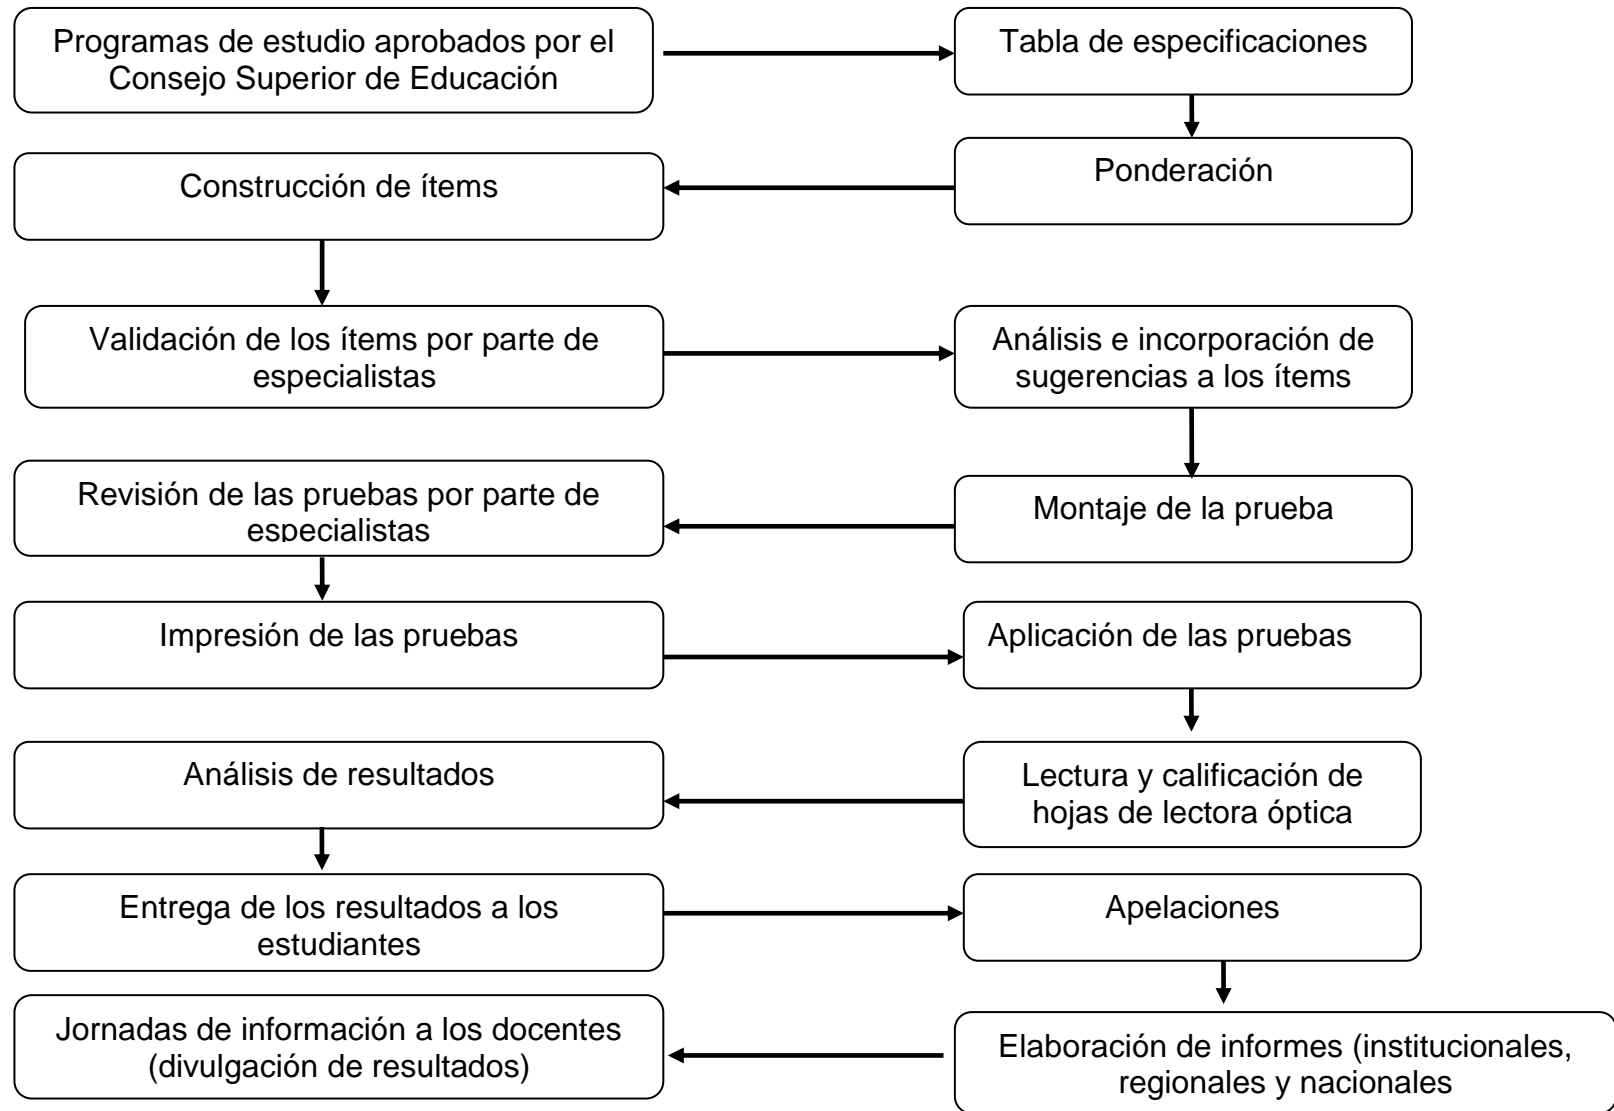 Programas de estudio aprobados por el
Consejo Superior de Educación
Tabla de especificaciones
Ponderación
Construcción de ítems
Validación de los ítems por parte de
especialistas
Análisis e incorporación de
sugerencias a los ítems
Montaje de la prueba
Revisión de las pruebas por parte de
especialistas
Impresión de las pruebas
Aplicación de las pruebas
Lectura y calificación de
hojas de lectora óptica
Análisis de resultados
Entrega de los resultados a los
estudiantes
Apelaciones
Elaboración de informes (institucionales,
regionales y nacionales
Jornadas de información a los docentes
(divulgación de resultados)